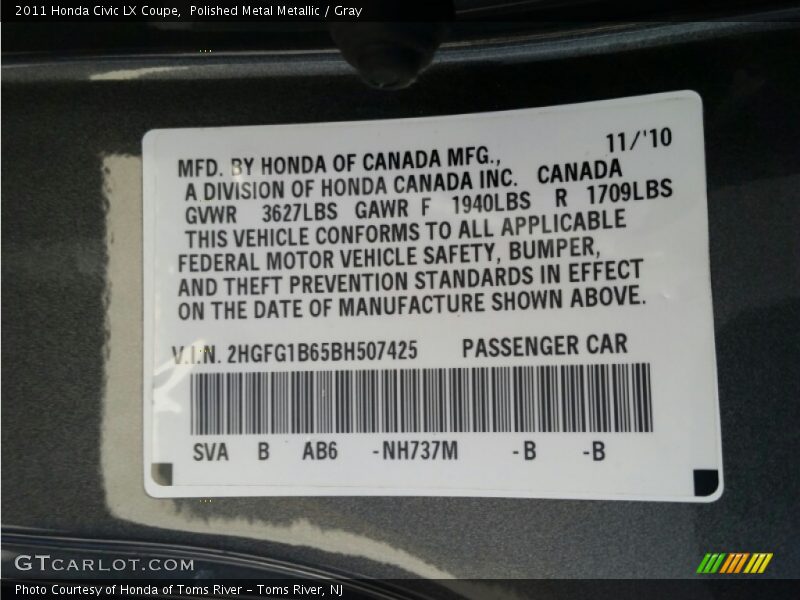 2011 Honda Civic LX Coupe,  Polished Metal Metallic / Gray
11/'10
MFD. BY HONDA OF CANADA MFG.,
A DIVISION OF HONDA CANADA INC. CANADA
GVWR 3627LBS GAWR F 1940LBS R 1709LBS
THIS VEHICLE CONFORMS TO ALL APPLICABLE
FEDERAL MOTOR VEHICLE SAFETY, BUMPER,
AND THEFT PREVENTION STANDARDS IN EFFECT
ON THE DATE OF MANUFACTURE SHOWN ABOVE.
V.I.N. 2HGFG1B65BH507425 PASSENGER CAR
SVA B AB6 -NH737M -B -B
GTCARLOT.COM
Photo Courtesy of Honda of Toms River – Toms River, NJ